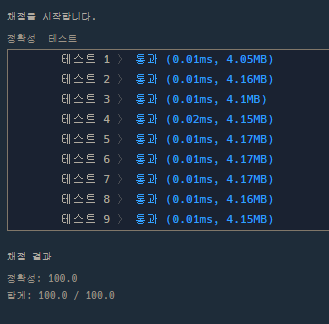 채점을 시작합니다.
정확성 테스트
테스트 1 〉 통과 (0.01ms, 4.05MB)
테스트 2 〉 통과 (0.01ms, 4.16MB)
테스트 3 〉 통과 (0.01ms, 4.1MB)
테스트 4 〉 통과 (0.02ms, 4.15MB)
테스트 5 〉 통과 (0.01ms, 4.17MB)
테스트 6 〉 통과 (0.01ms, 4.17MB)
테스트 7 〉 통과 (0.01ms, 4.17MB)
테스트 8 〉 통과 (0.01ms, 4.16MB)
테스트 9 〉 통과 (0.01ms, 4.15MB)
채점 결과
정확성: 100.0
합계: 100.0 / 100.0